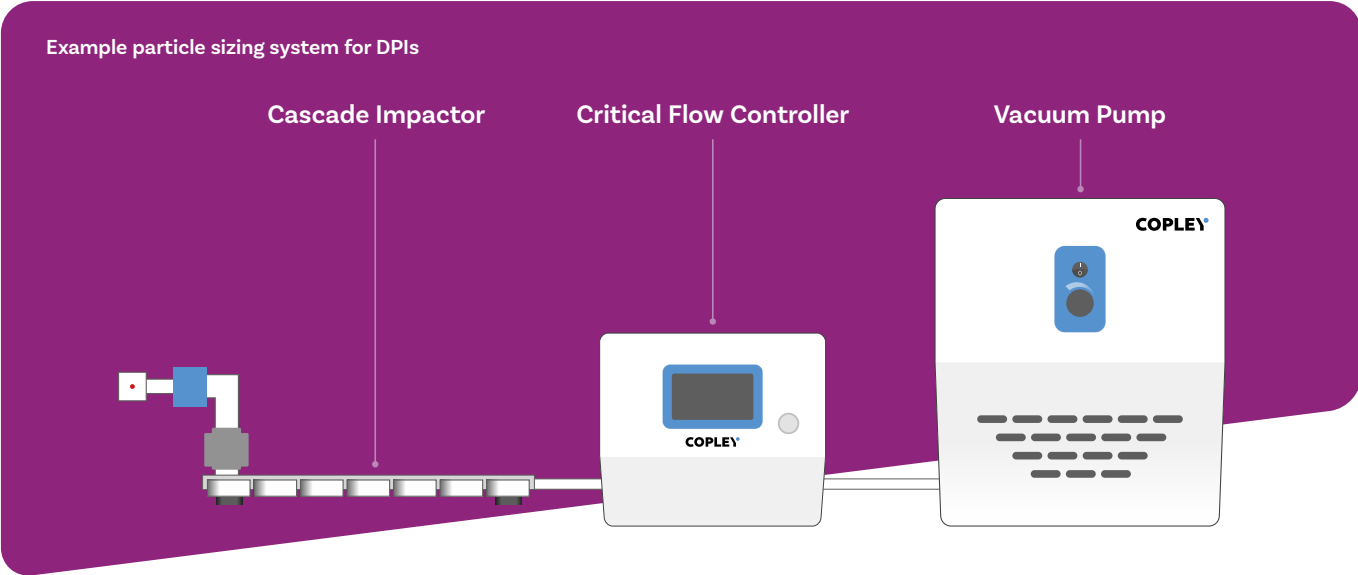 Example particle sizing system for DPIs
Cascade Impactor
Critical Flow Controller
Vacuum Pump
COPLEY
COPLEY